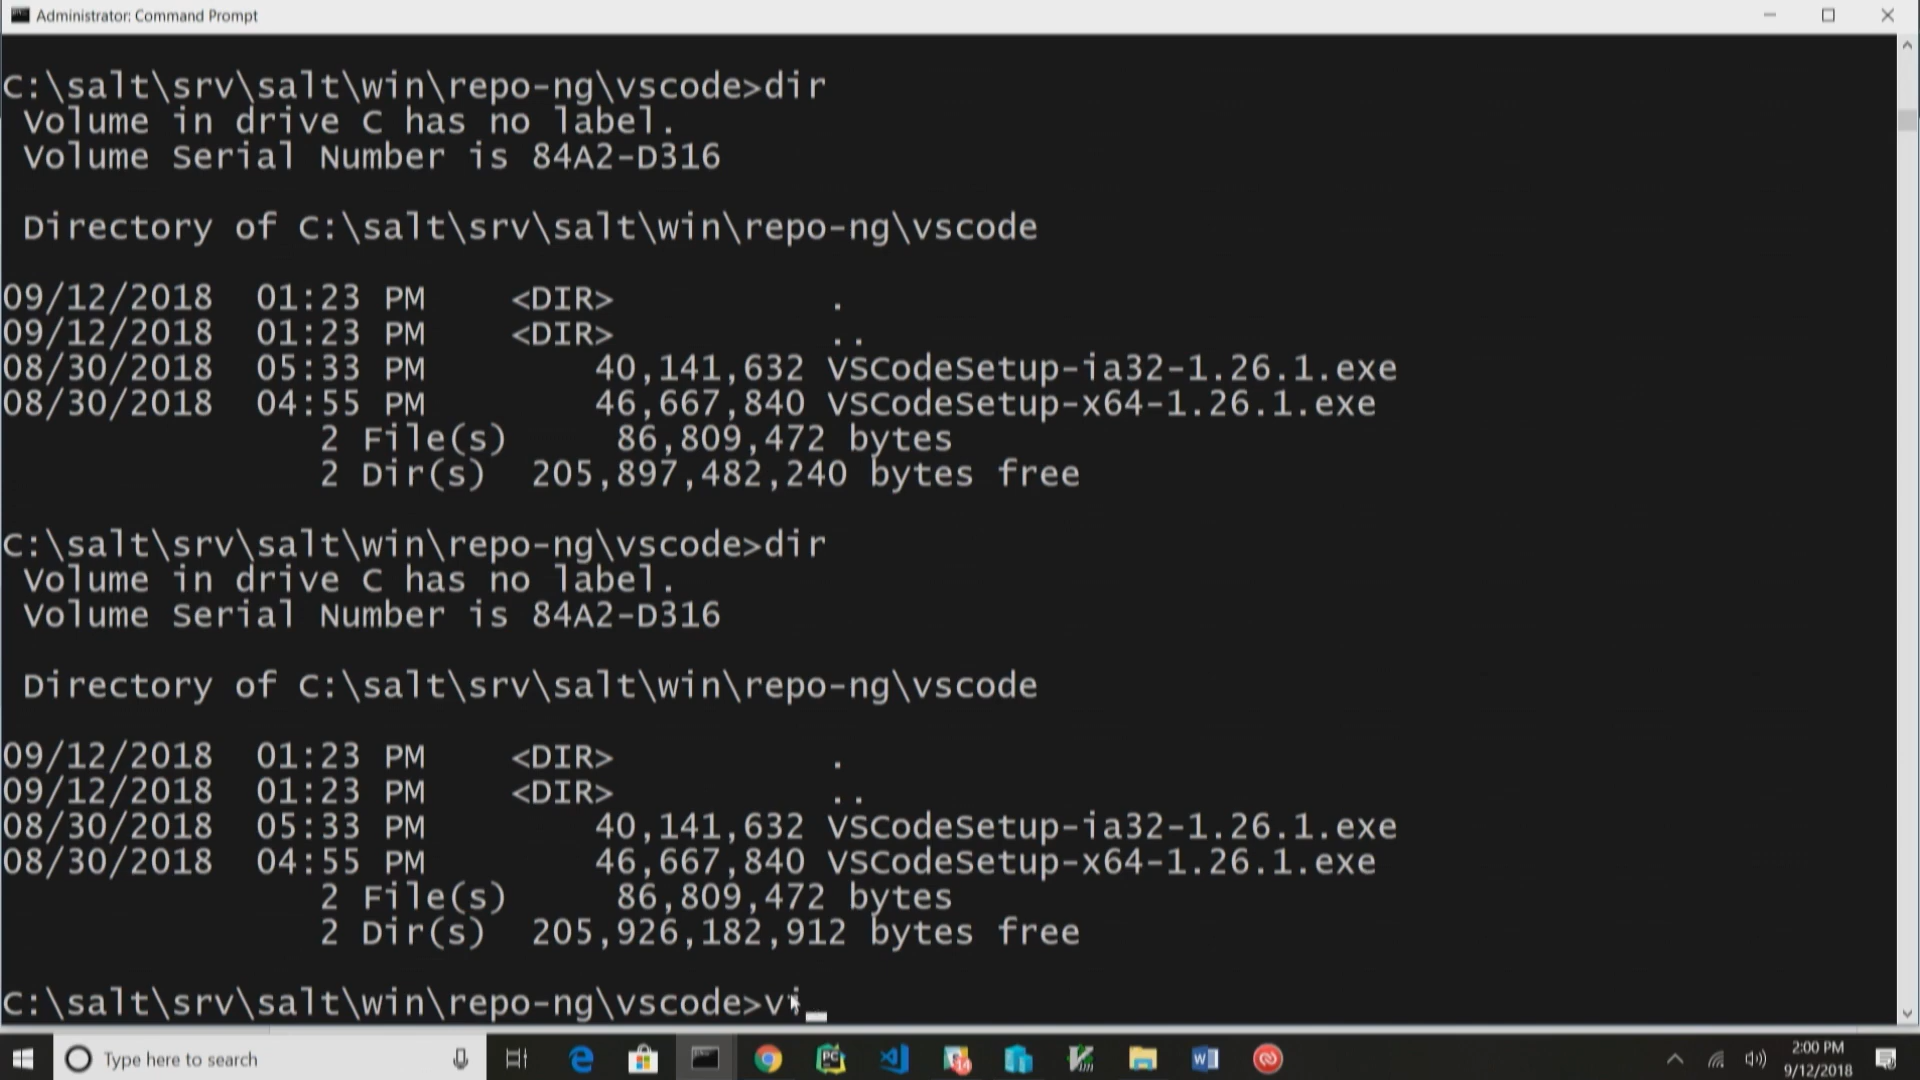 Administrator: Command Prompt
C:\salt\srv\salt\win\repo-ng\vscode>dir
Volume in drive C has no label.
Volume Serial Number is 84A2-D316
Directory of C:\salt\srv\salt\win\repo-ng\vscode
09/12/2018 01:23 PM <DIR> .
09/12/2018 01:23 PM <DIR> ..
08/30/2018 05:33 PM 40,141,632 VSCodeSetup-ia32-1.26.1.exe
08/30/2018 04:55 PM 46,667,840 VSCodeSetup-x64-1.26.1.exe
2 File(s) 86,809,472 bytes
2 Dir(s) 205,897,482,240 bytes free
C:\salt\srv\salt\win\repo-ng\vscode>dir
Volume in drive C has no label.
Volume Serial Number is 84A2-D316
Directory of C:\salt\srv\salt\win\repo-ng\vscode
09/12/2018 01:23 PM <DIR> .
09/12/2018 01:23 PM <DIR> ..
08/30/2018 05:33 PM 40,141,632 VSCodeSetup-ia32-1.26.1.exe
08/30/2018 04:55 PM 46,667,840 VSCodeSetup-x64-1.26.1.exe
2 File(s) 86,809,472 bytes
2 Dir(s) 205,926,182,912 bytes free
C:\salt\srv\salt\win\repo-ng\vscode>vi_
Type here to search
2:00 PM
9/12/2018